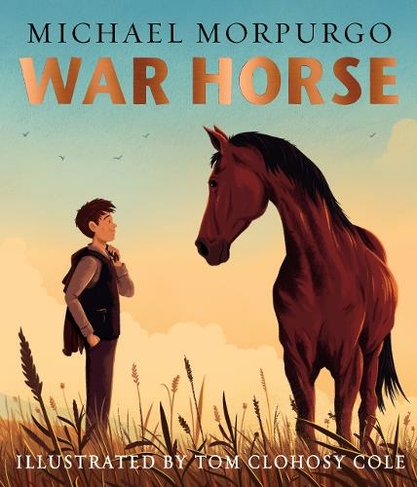 MICHAEL MORPURGO
WAR HORSE
ILLUSTRATED BY TOM CLOHOSY COLE